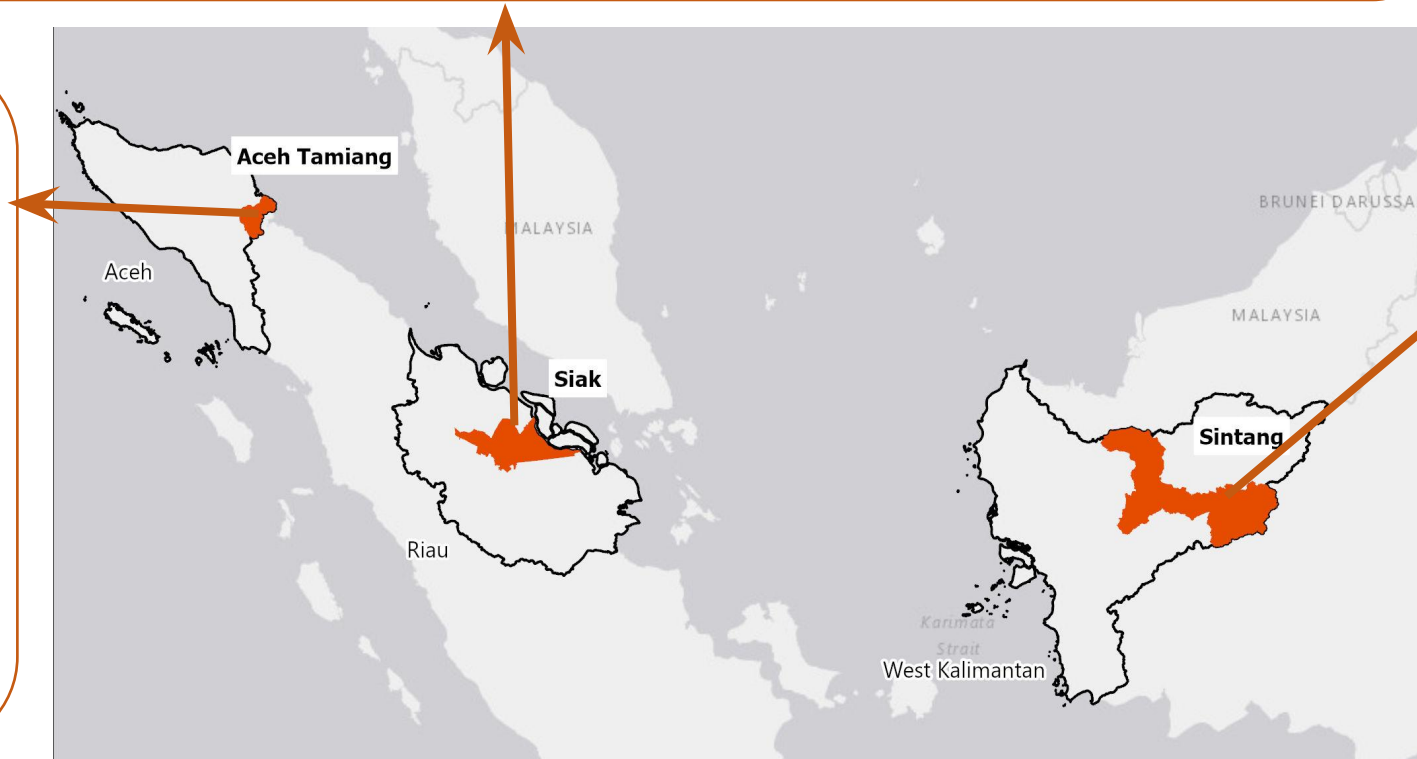 Aceh Tamiang
BRUNEI DARUSSA
MALAYSIA
Aceh
MALAYSIA
Siak
Sintang
Riau
Karimata
Strait
West Kalimantan